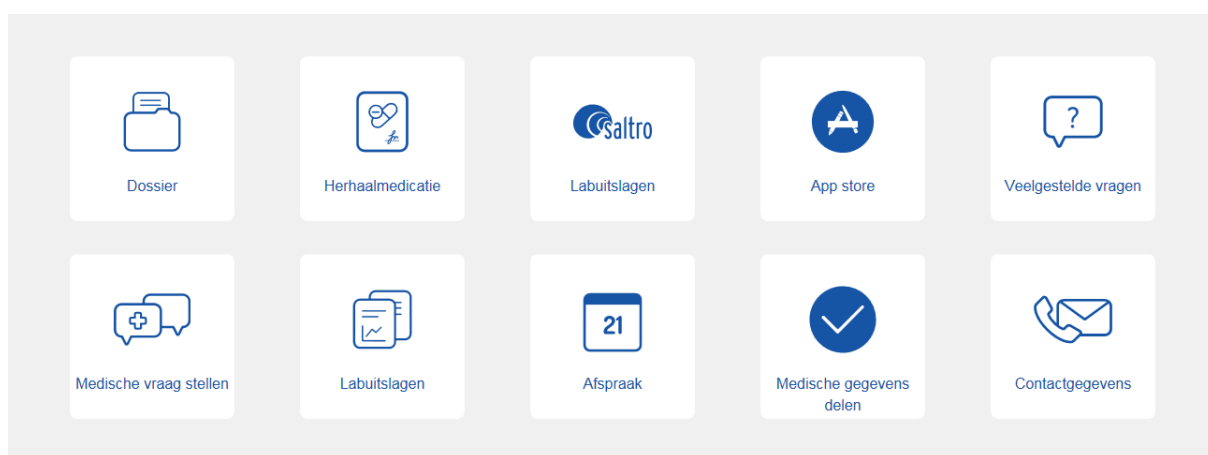 saltro
Dossier
Herhaalmedicatie
Labuitslagen
App store
Veelgestelde vragen
?
21
Medische vraag stellen
Labuitslagen
Afspraak
Medische gegevens
delen
Contactgegevens